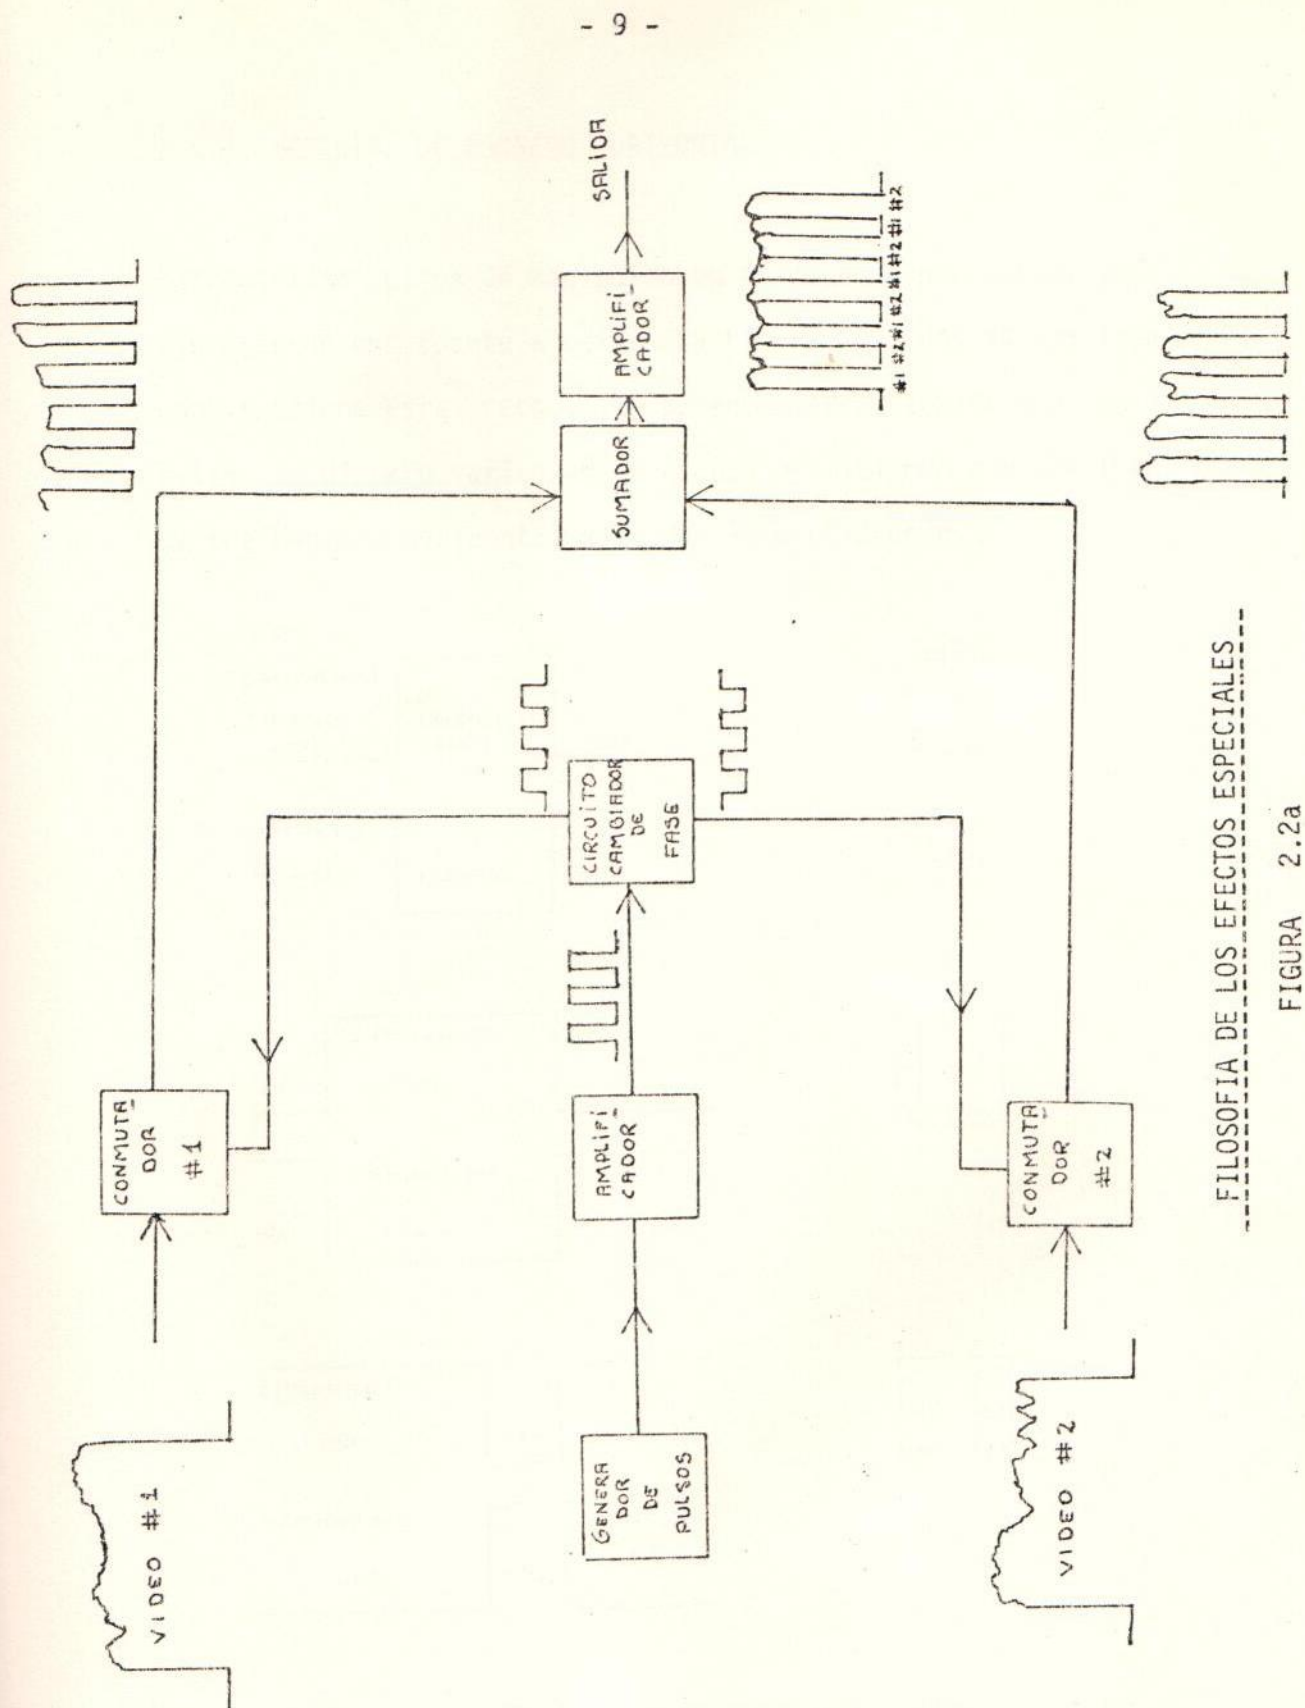 - 9 -
VIDEO #1
CONMUTA
DOR
#1
GENERA
DOR
DE
PULSOS
AMPLIFI
CADOR
CIRCUITO
CAMBIADOR
DE
FASE
SUMADOR
AMPLIFI
CADOR
SALIDA
#1 #2 #1 #2 #1 #2 #1 #2
VIDEO #2
CONMUTA
DOR
#2
FILOSOFIA DE LOS EFECTOS ESPECIALES
FIGURA 2.2a